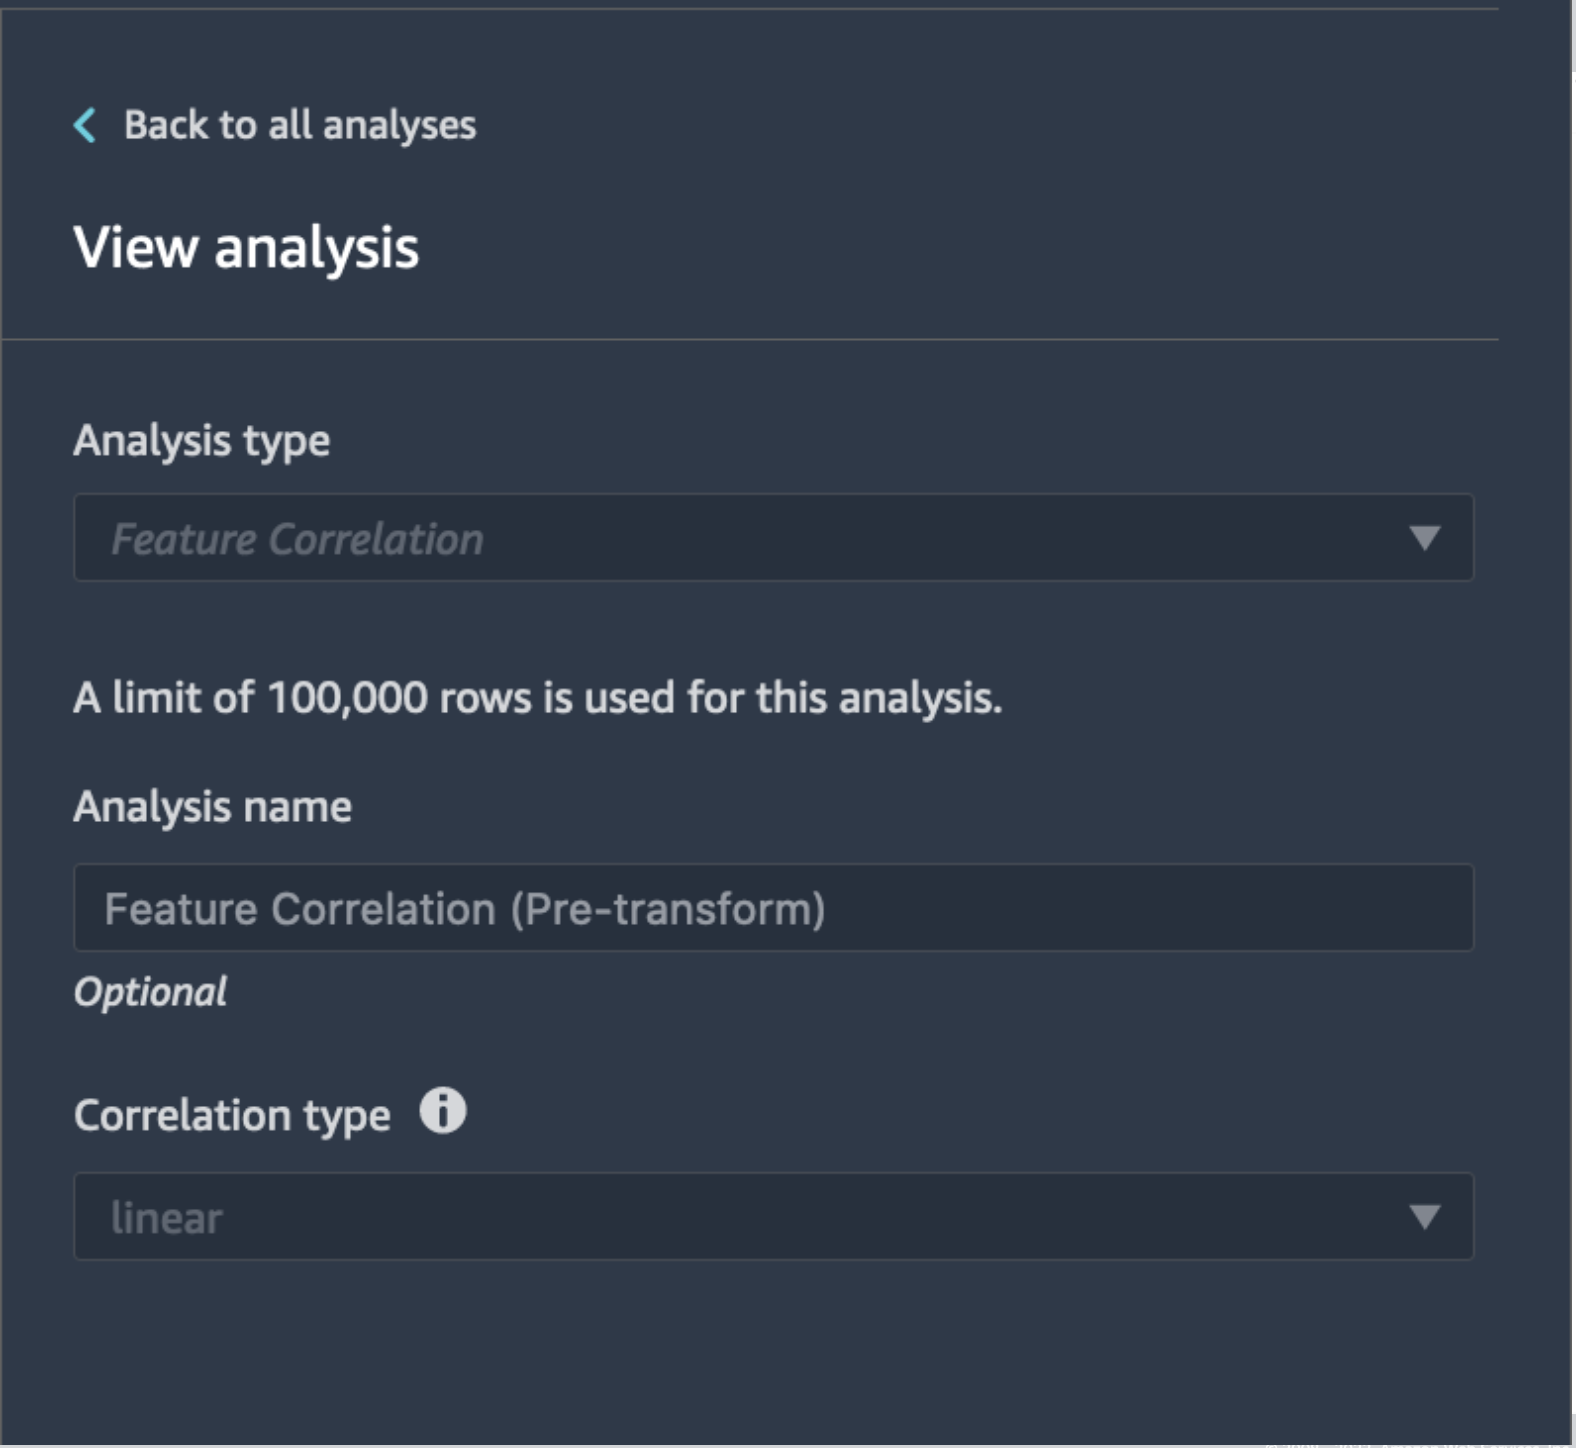 Back to all analyses
View analysis
Analysis type
Feature Correlation
A limit of 100,000 rows is used for this analysis.
Analysis name
Feature Correlation (Pre-transform)
Optional
Correlation type
linear